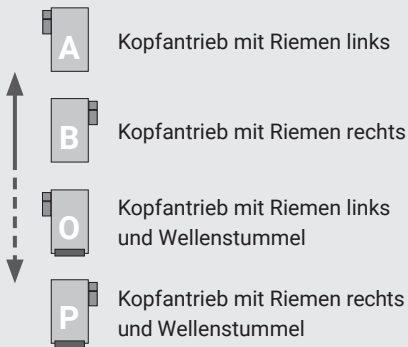 A
Kopfantrieb mit Riemen links
B
Kopfantrieb mit Riemen rechts
O
Kopfantrieb mit Riemen links
und Wellenstummel
P
Kopfantrieb mit Riemen rechts
und Wellenstummel